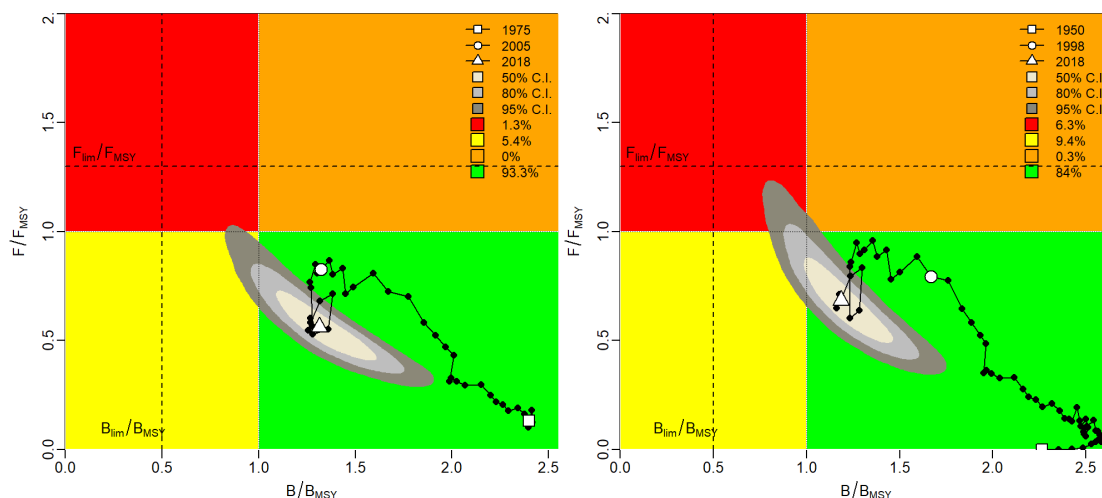 2.
1975
2005
2018
50% C.I.
80% C.I.
95% C.I.
1.3%
5.4%
0%
93.3%
1.5
Flim/FMSY
1.0
F/FMSY
0.5
Blim/BMSY
0.0
0.0 0.5 1.0 1.5 2.0 2.5
B/BMSY
2.
1950
1998
2018
50% C.I
80% C.I
95% C.I
6.3%
9.4%
0.3%
84%
1.5
Flim/FMSY
1.0
F/FMSY
0.5
Blim/BMSY
0.0
0.0 0.5 1.0 1.5 2.0 2.5
B/BMSY